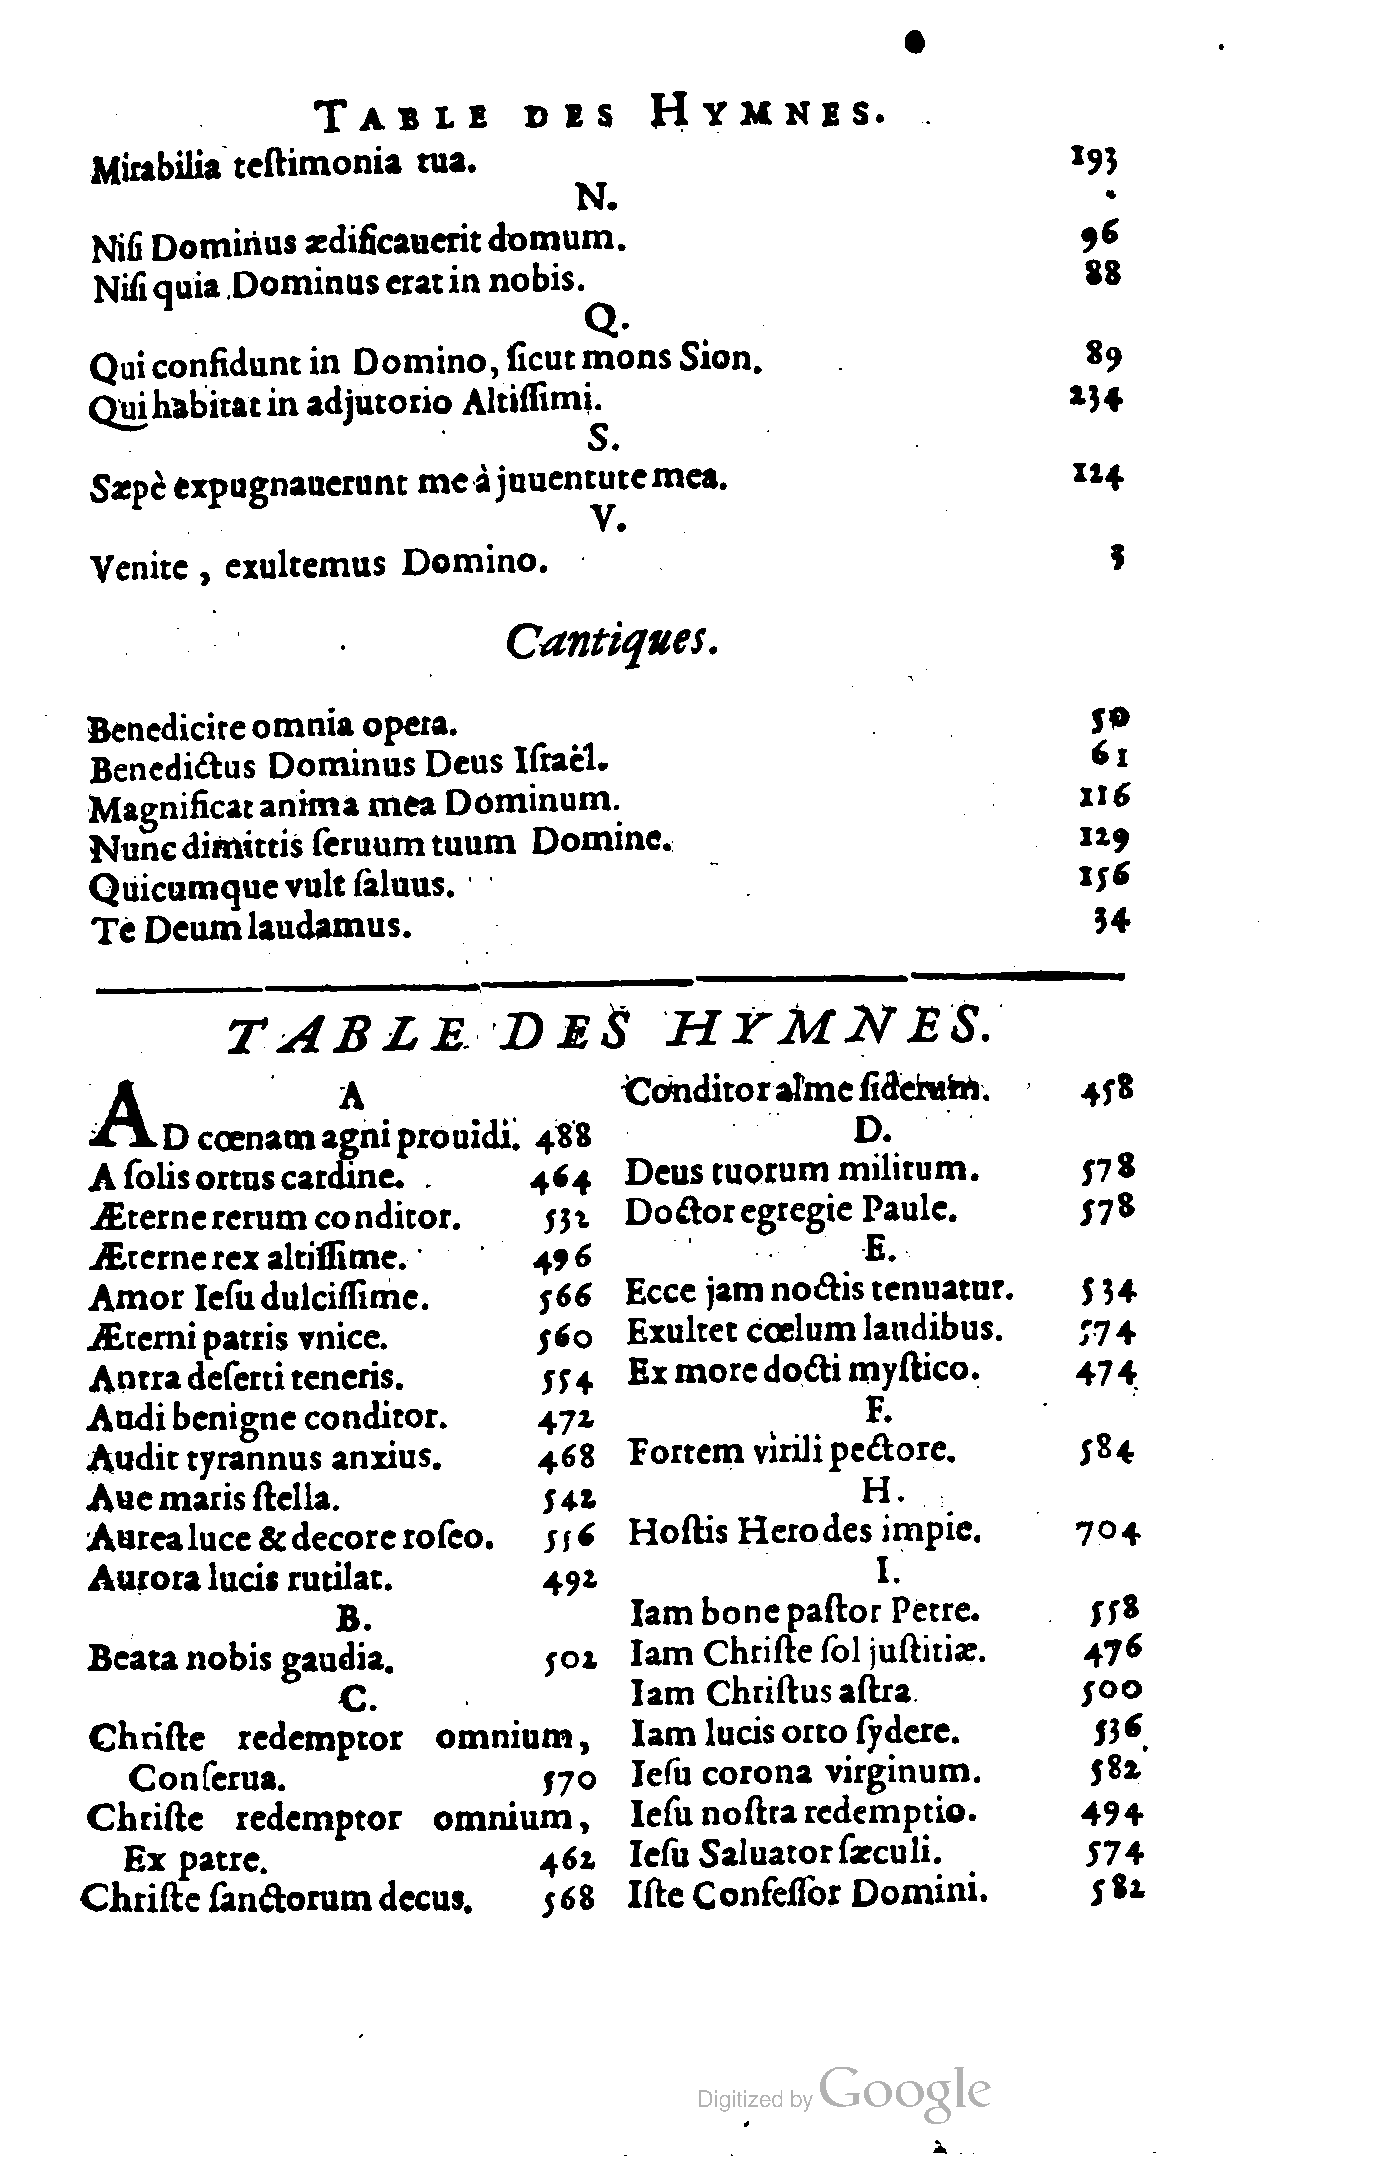 TABLE DES HYMNES.
Mirabilia teſtimonia tua. 193
N.
Niſi Dominus ædificauerit domum. 96
Niſi quia Dominus erat in nobis. 88
Q.
Qui confidunt in Domino, ſicut mons Sion. 89
Qui habitat in adjutorio Altiſſimi. 234
S.
Sæpè expugnauerunt me à juuentute mea. 124
V.
Venite, exultemus Domino. 3
Cantiques.
Benedicite omnia opera. 50
Benedictus Dominus Deus Iſraël. 61
Magnificat anima mea Dominum. 116
Nunc dimittis ſeruum tuum Domine. 129
Quicumque vult ſaluus. 156
Te Deum laudamus. 34
TABLE DES HYMNES.
A
AD cœnam agni prouidi. 488
A ſolis ortus cardine. 464
Æterne rerum conditor. 532
Æterne rex altiſſime. 496
Amor Ieſu dulciſſime. 566
Æterni patris vnice. 560
Antra deſerti teneris. 554
Audi benigne conditor. 472
Audit tyrannus anxius. 468
Aue maris ſtella. 542
Aurea luce & decore roſeo. 556
Aurora lucis rutilat. 492
B.
Beata nobis gaudia. 502
C.
Chriſte redemptor omnium,
Conſerua. 570
Chriſte redemptor omnium,
Ex patre. 462
Chriſte ſanctorum decus. 568
Conditor alme ſiderum. 458
D.
Deus tuorum militum. 578
Doctor egregie Paule. 578
E.
Ecce jam noctis tenuatur. 534
Exultet cœlum laudibus. 574
Ex more docti myſtico. 474
F.
Fortem virili pectore. 584
H.
Hoſtis Herodes impie. 704
I.
Iam bone paſtor Petre. 558
Iam Chriſte ſol juſtitiæ. 476
Iam Chriſtus aſtra. 500
Iam lucis orto ſydere. 536
Ieſu corona virginum. 582
Ieſu noſtra redemptio. 494
Ieſu Saluator ſæculi. 574
Iſte Confeſſor Domini. 582
Digitized by Google